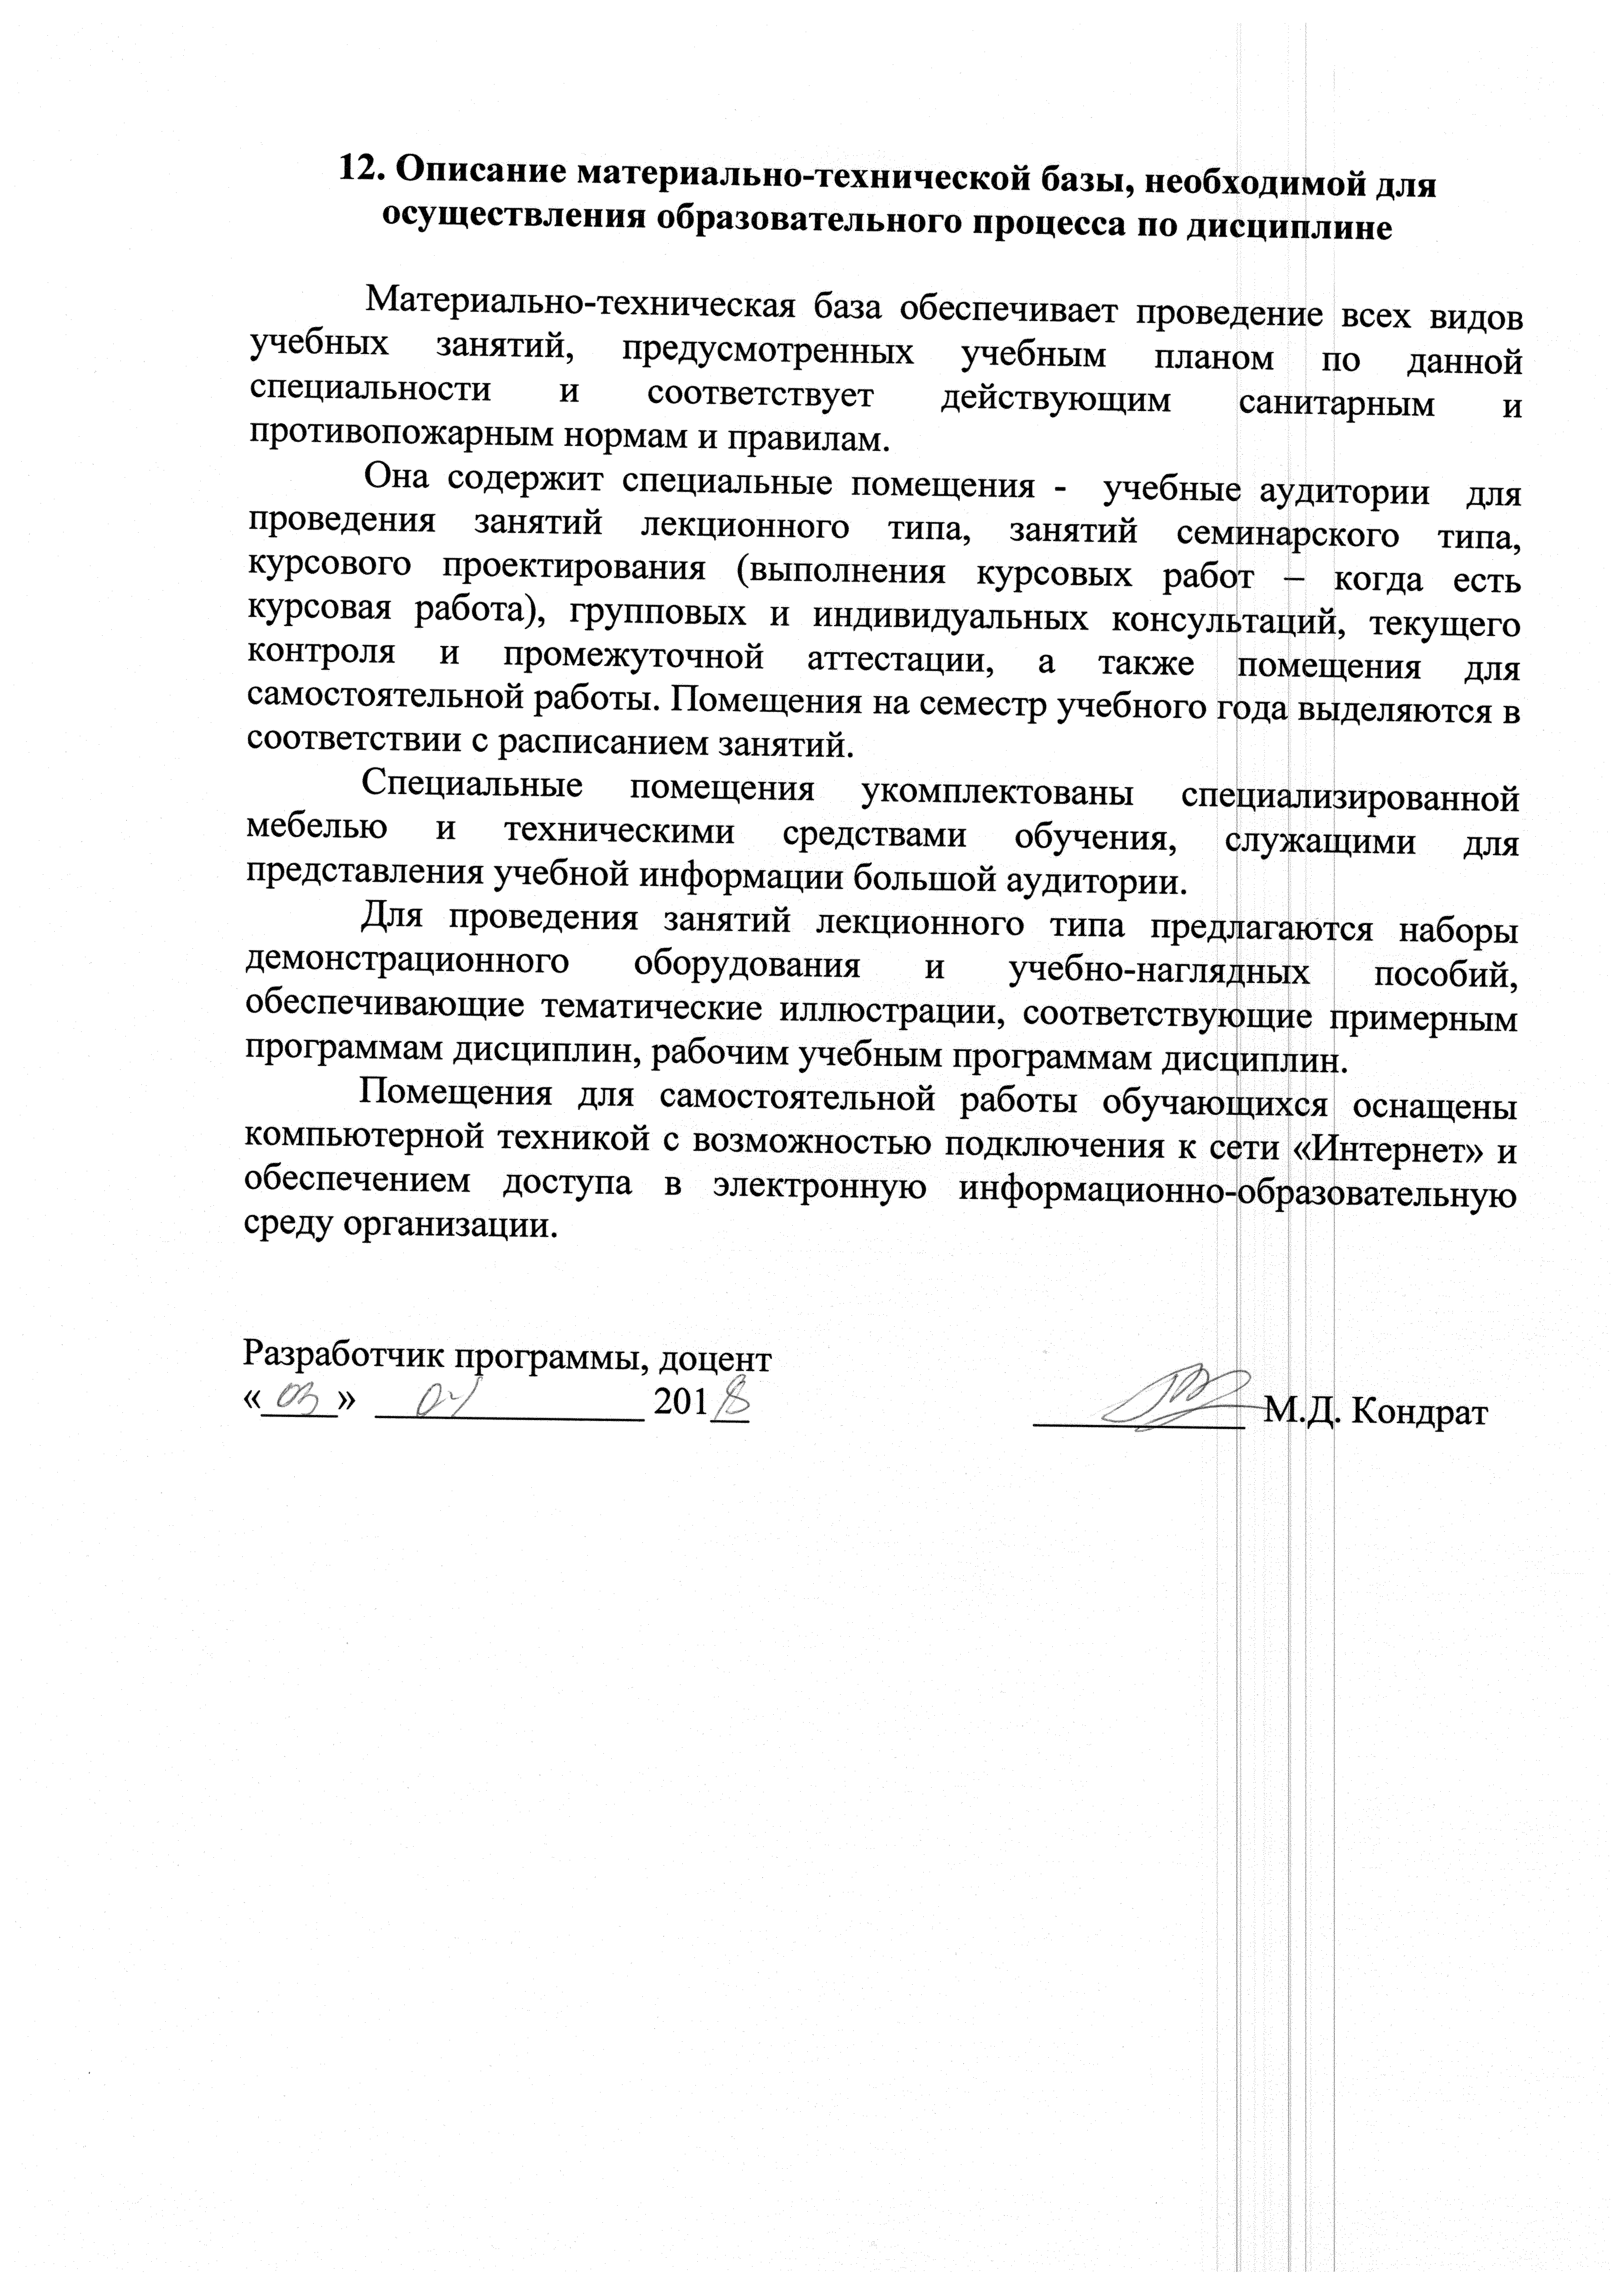 12. Описание материально-технической базы, необходимой для
осуществления образовательного процесса по дисциплине
Материально-техническая база обеспечивает проведение всех видов
учебных занятий, предусмотренных учебным планом по данной
специальности и соответствует действующим санитарным и
противопожарным нормам и правилам.
Она содержит специальные помещения - учебные аудитории для
проведения занятий лекционного типа, занятий семинарского типа,
курсового проектирования (выполнения курсовых работ – когда есть
курсовая работа), групповых и индивидуальных консультаций, текущего
контроля и промежуточной аттестации, а также помещения для
самостоятельной работы. Помещения на семестр учебного года выделяются в
соответствии с расписанием занятий.
Специальные помещения укомплектованы специализированной
мебелью и техническими средствами обучения, служащими для
представления учебной информации большой аудитории.
Для проведения занятий лекционного типа предлагаются наборы
демонстрационного оборудования и учебно-наглядных пособий,
обеспечивающие тематические иллюстрации, соответствующие примерным
программам дисциплин, рабочим учебным программам дисциплин.
Помещения для самостоятельной работы обучающихся оснащены
компьютерной техникой с возможностью подключения к сети «Интернет» и
обеспечением доступа в электронную информационно-образовательную
среду организации.
Разработчик программы, доцент
«03» 04 2018 М.Д. Кондрат